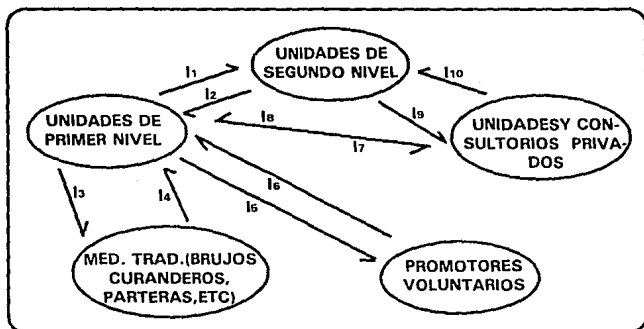 UNIDADES DE
SEGUNDO NIVEL
I1
I2
I10
UNIDADES DE
PRIMER NIVEL
I8
I9
I7
UNIDADESY CON-
SULTORIOS PRIVA-
DOS
I3
I4
I6
I5
MED. TRAD.(BRUJOS
CURANDEROS,
PARTERAS,ETC)
PROMOTORES
VOLUNTARIOS